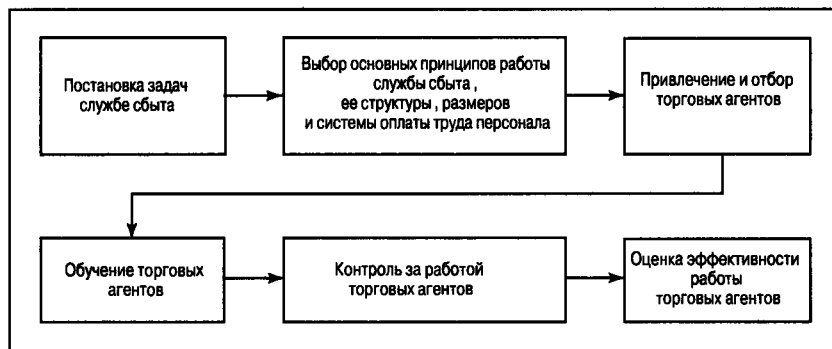 Постановка задач
службе сбыта
Выбор основных принципов работы
службы сбыта ,
ее структуры , размеров
и системы оплаты труда персонала
Привлечение и отбор
торговых агентов
Обучение торговых
агентов
Контроль за работой
торговых агентов
Оценка эффективности
работы
торговых агентов